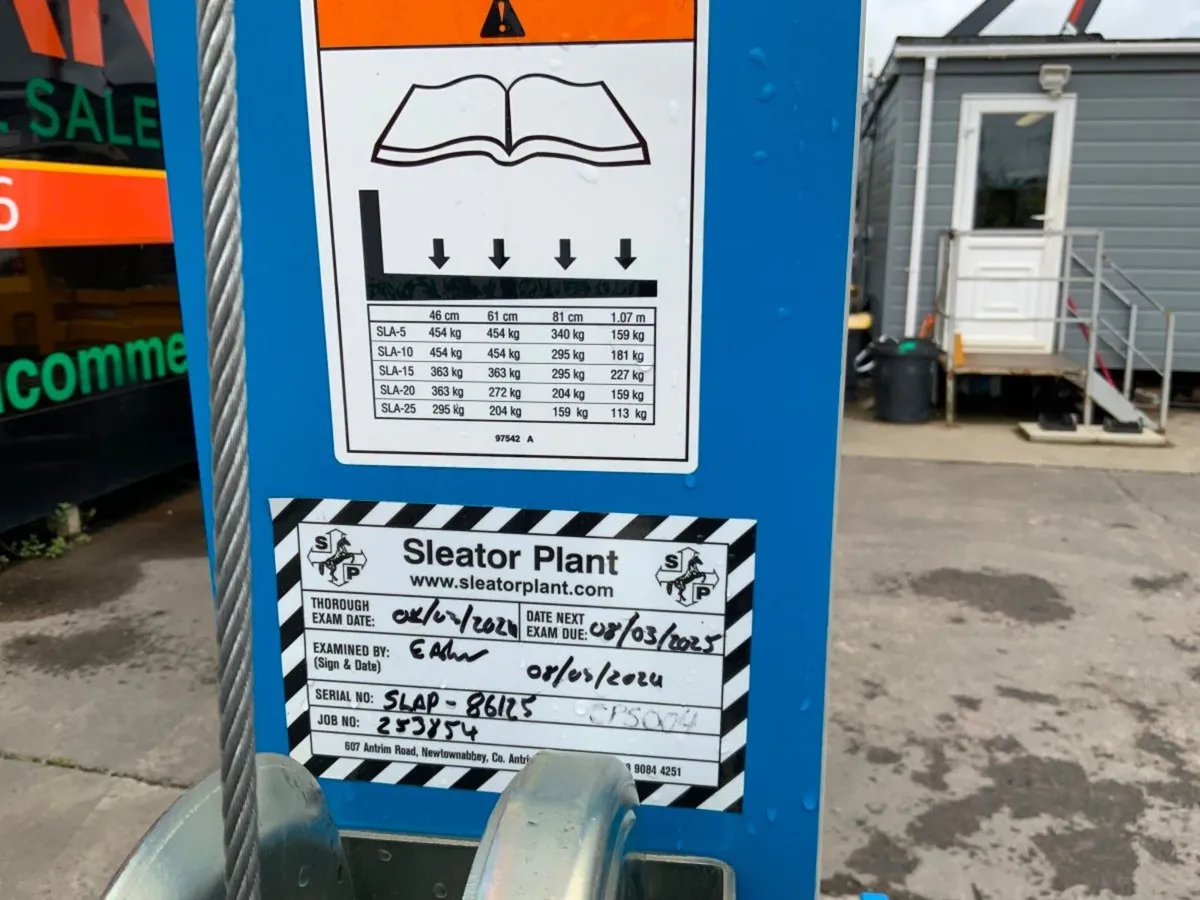 SALE
6
comme
46 cm 61 cm 81 cm 1.07 m
SLA-5 454 kg 454 kg 340 kg 159 kg
SLA-10 454 kg 454 kg 295 kg 181 kg
SLA-15 363 kg 363 kg 295 kg 227 kg
SLA-20 363 kg 272 kg 204 kg 159 kg
SLA-25 295 kg 204 kg 159 kg 113 kg
97542 A
S P Sleator Plant S P
www.sleatorplant.com
THOROUGH EXAM DATE: DATE NEXT EXAM DUE: 08/03/2025
EXAMINED BY:
(Sign & Date) 08/03/2024
SERIAL NO: SLAP-86125 CPS004
JOB NO: 253854
607 Antrim Road, Newtownabbey, Co. 9084 4251